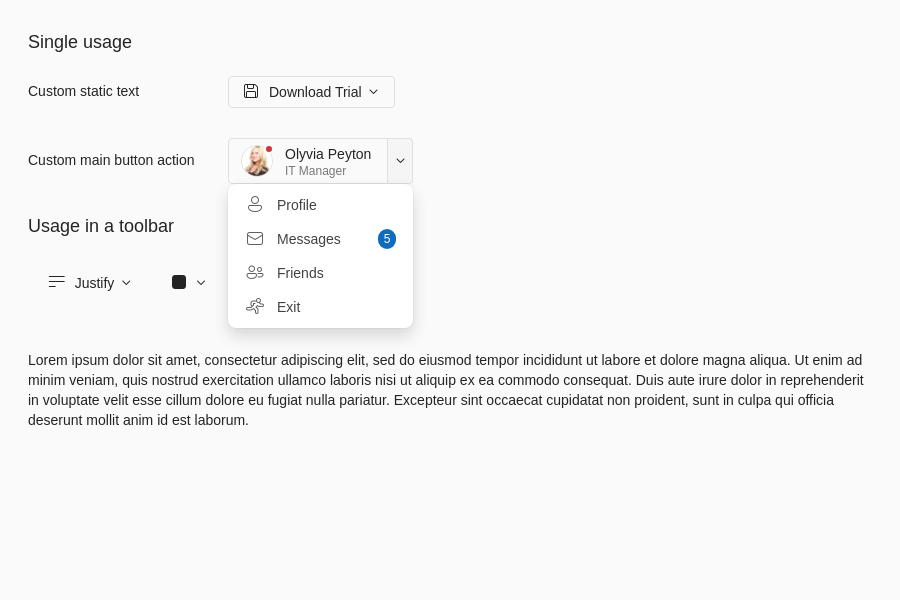 Single usage
Custom static text
Download Trial
Custom main button action
Olyvia Peyton
IT Manager
Profile
Messages 5
Friends
Exit
Usage in a toolbar
Justify
Lorem ipsum dolor sit amet, consectetur adipiscing elit, sed do eiusmod tempor incididunt ut labore et dolore magna aliqua. Ut enim ad
minim veniam, quis nostrud exercitation ullamco laboris nisi ut aliquip ex ea commodo consequat. Duis aute irure dolor in reprehenderit
in voluptate velit esse cillum dolore eu fugiat nulla pariatur. Excepteur sint occaecat cupidatat non proident, sunt in culpa qui officia
deserunt mollit anim id est laborum.